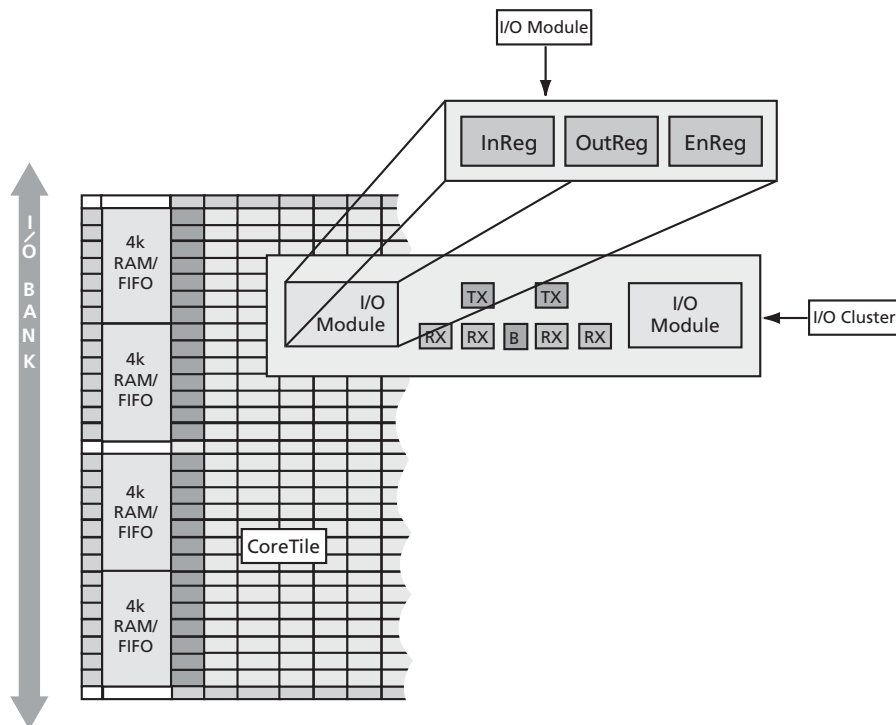 I/O Module
InReg
OutReg
EnReg
I/O BANK
4k
RAM/
FIFO
I/O
Module
TX
TX
RX
RX
B
RX
RX
I/O
Module
I/O Cluster
4k
RAM/
FIFO
4k
RAM/
FIFO
CoreTile
4k
RAM/
FIFO